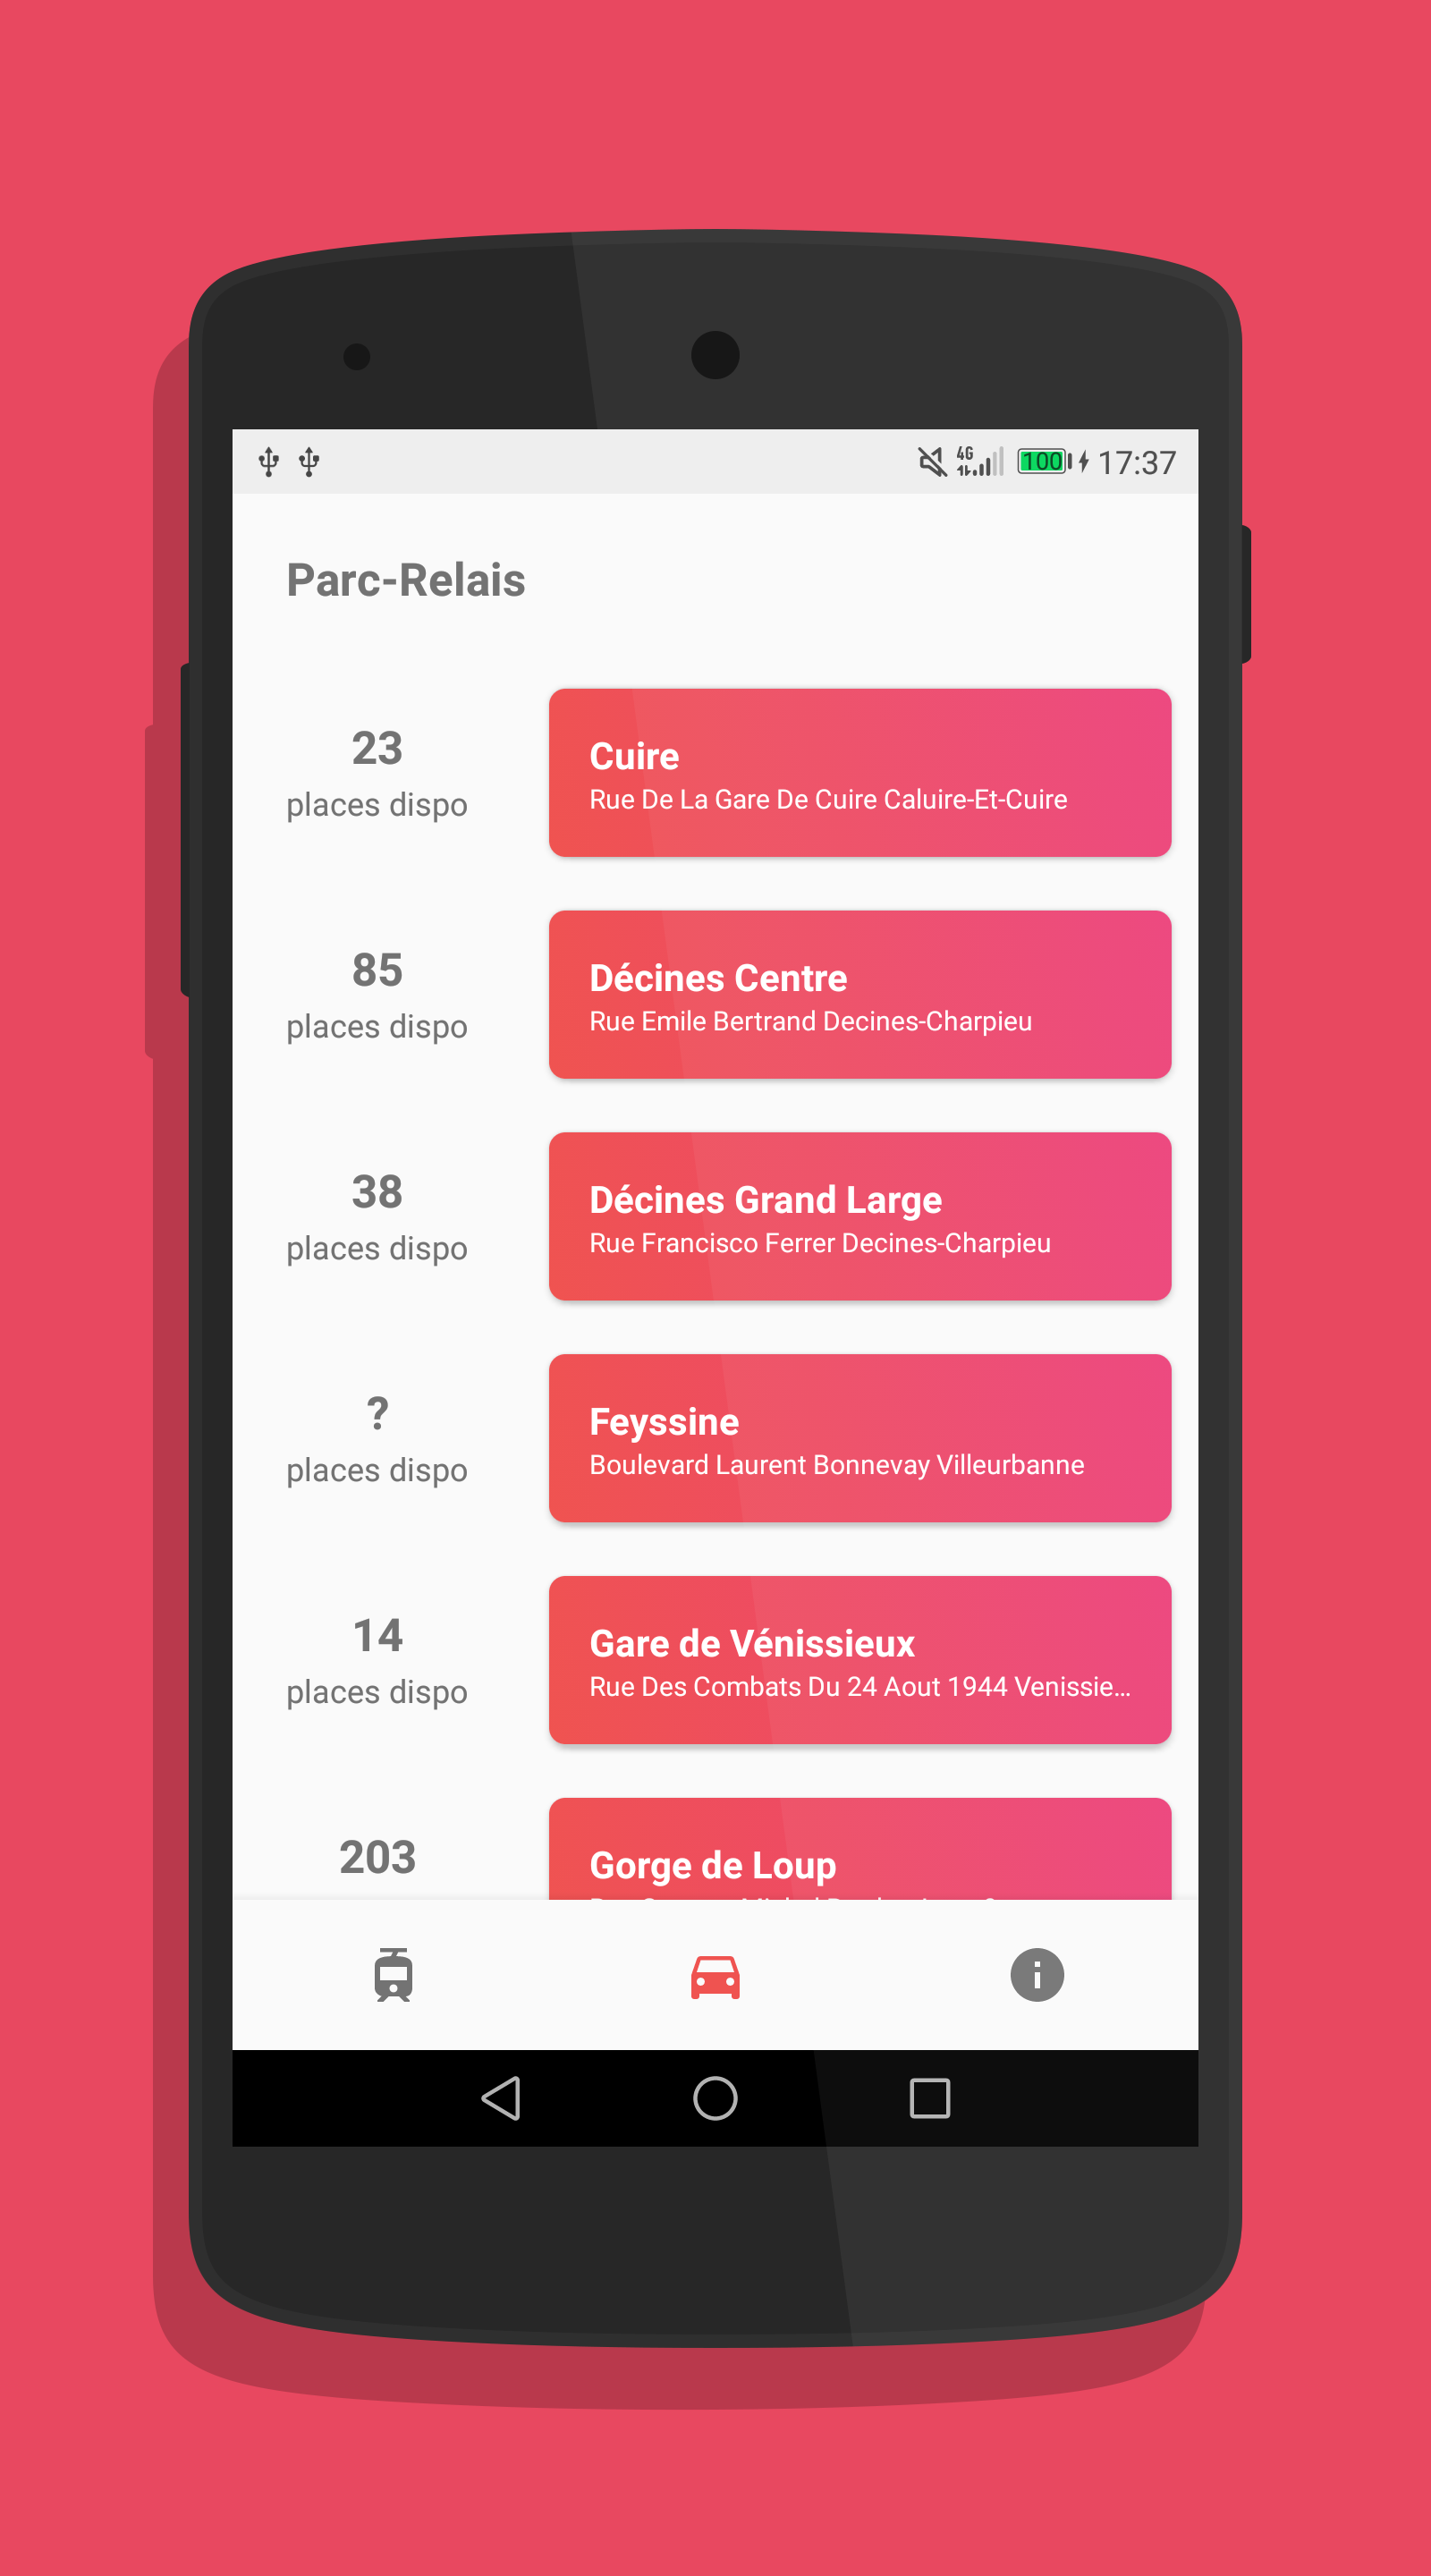 4G
100
17:37
Parc-Relais
23
places dispo
Cuire
Rue De La Gare De Cuire Caluire-Et-Cuire
85
places dispo
Décines Centre
Rue Emile Bertrand Decines-Charpieu
38
places dispo
Décines Grand Large
Rue Francisco Ferrer Decines-Charpieu
?
places dispo
Feyssine
Boulevard Laurent Bonnevay Villeurbanne
14
places dispo
Gare de Vénissieux
Rue Des Combats Du 24 Aout 1944 Venissie...
203
Gorge de Loup